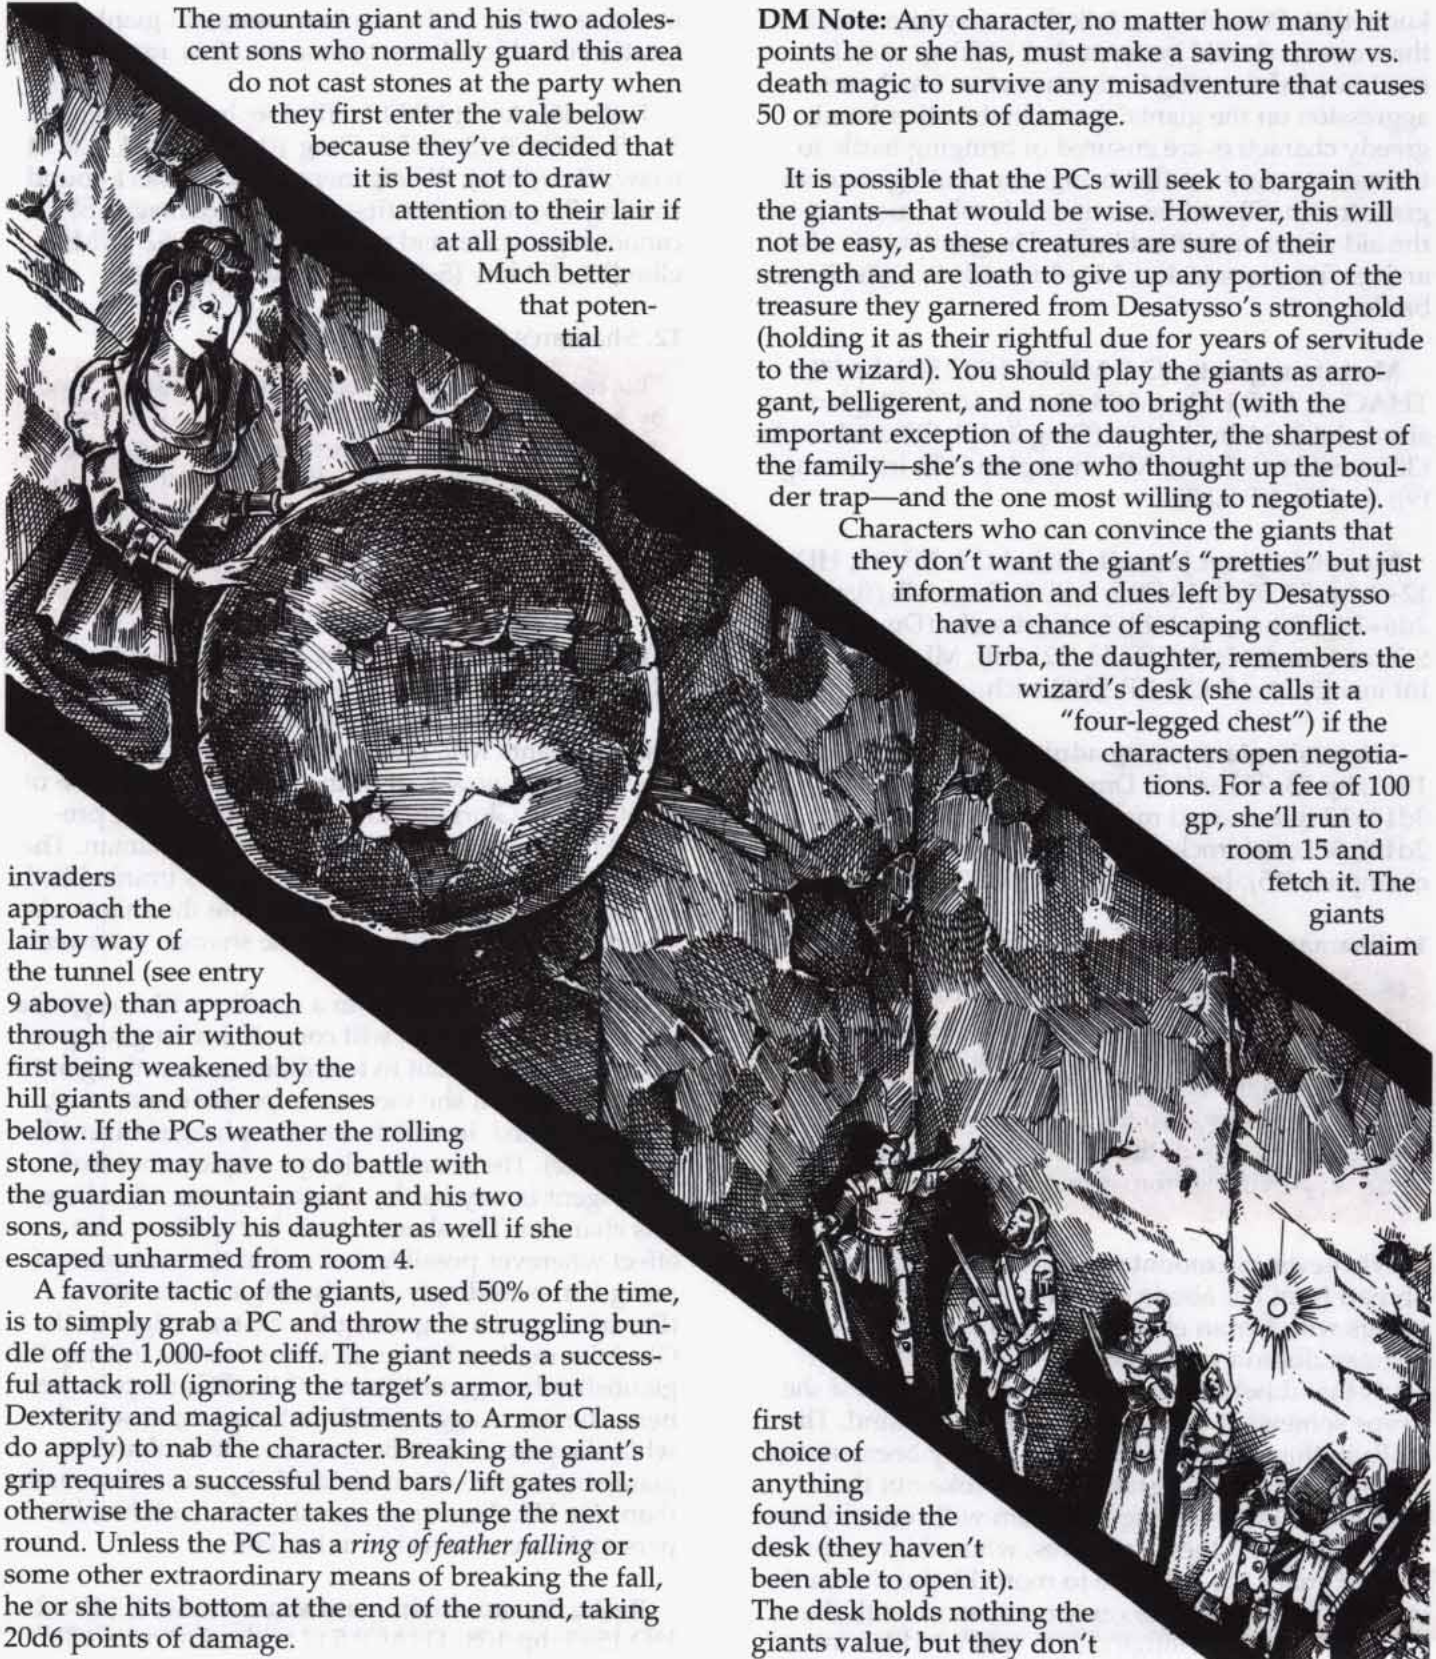 The mountain giant and his two adoles-
cent sons who normally guard this area
do not cast stones at the party when
they first enter the vale below
because they've decided that
it is best not to draw
attention to their lair if
at all possible.
Much better
that poten-
tial
invaders
approach the
lair by way of
the tunnel (see entry
9 above) than approach
through the air without
first being weakened by the
hill giants and other defenses
below. If the PCs weather the rolling
stone, they may have to do battle with
the guardian mountain giant and his two
sons, and possibly his daughter as well if she
escaped unharmed from room 4.
A favorite tactic of the giants, used 50% of the time,
is to simply grab a PC and throw the struggling bun-
dle off the 1,000-foot cliff. The giant needs a success-
ful attack roll (ignoring the target's armor, but
Dexterity and magical adjustments to Armor Class
do apply) to nab the character. Breaking the giant's
grip requires a successful bend bars/lift gates roll;
otherwise the character takes the plunge the next
round. Unless the PC has a ring of feather falling or
some other extraordinary means of breaking the fall,
he or she hits bottom at the end of the round, taking
20d6 points of damage.
DM Note: Any character, no matter how many hit
points he or she has, must make a saving throw vs.
death magic to survive any misadventure that causes
50 or more points of damage.
It is possible that the PCs will seek to bargain with
the giants—that would be wise. However, this will
not be easy, as these creatures are sure of their
strength and are loath to give up any portion of the
treasure they garnered from Desatysso's stronghold
(holding it as their rightful due for years of servitude
to the wizard). You should play the giants as arro-
gant, belligerent, and none too bright (with the
important exception of the daughter, the sharpest of
the family—she's the one who thought up the boul-
der trap—and the one most willing to negotiate).
Characters who can convince the giants that
they don't want the giant's "pretties" but just
information and clues left by Desatysso
have a chance of escaping conflict.
Urba, the daughter, remembers the
wizard's desk (she calls it a
"four-legged chest") if the
characters open negotia-
tions. For a fee of 100
gp, she'll run to
room 15 and
fetch it. The
giants
claim
first
choice of
anything
found inside the
desk (they haven't
been able to open it).
The desk holds nothing the
giants value, but they don't